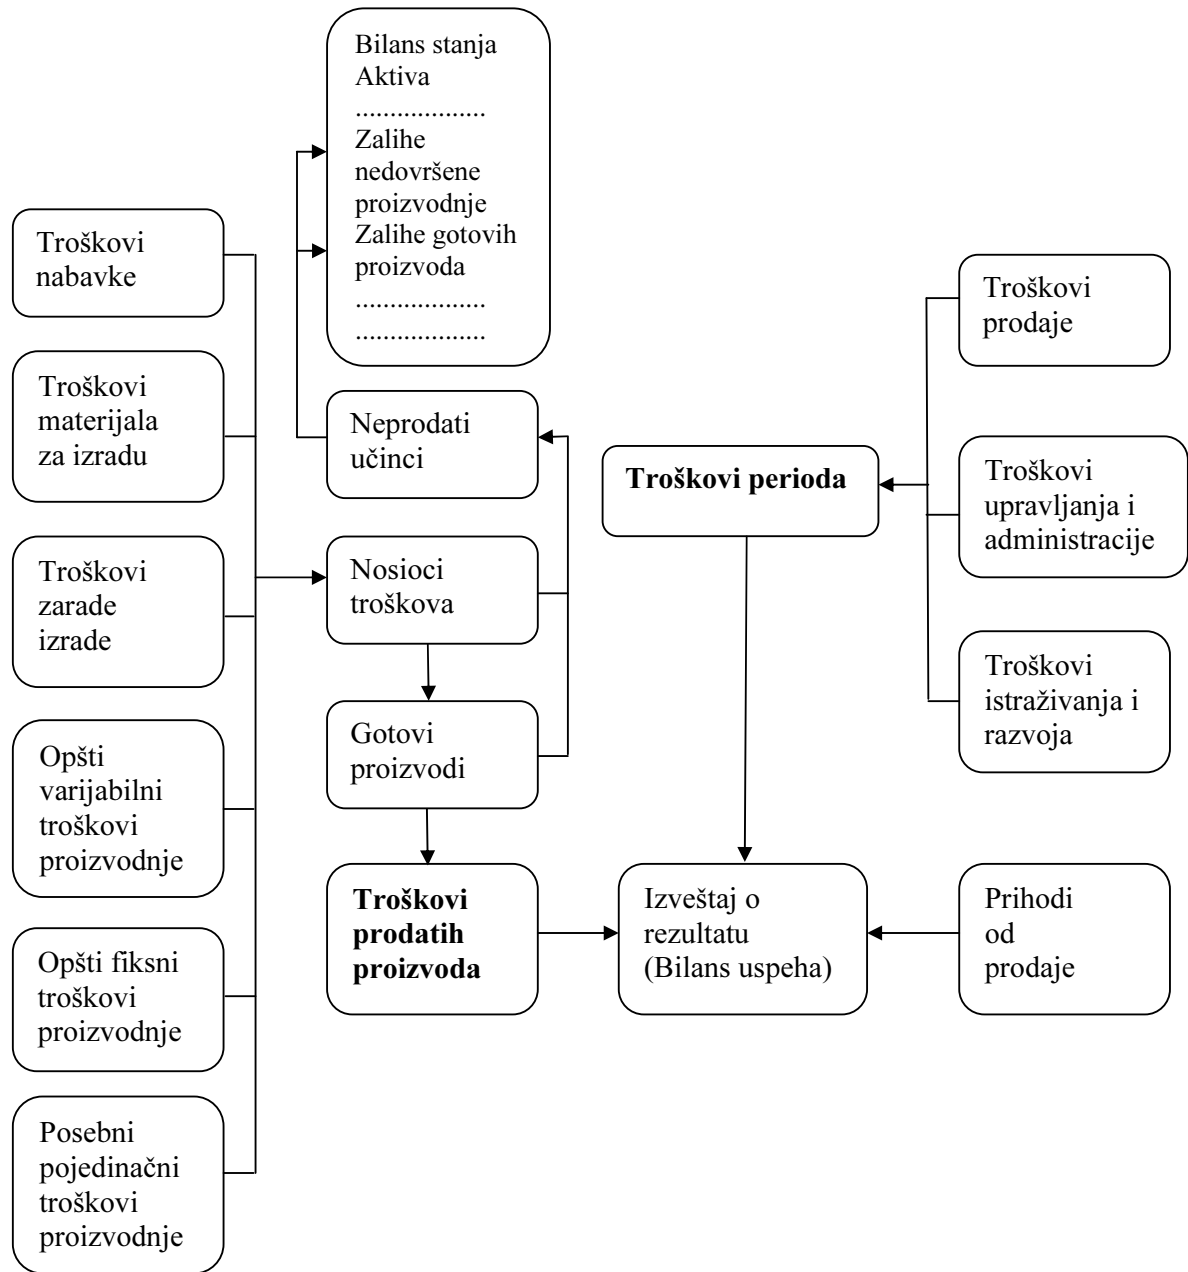 Bilans stanja
Aktiva
..................
Zalihe
nedovršene
proizvodnje
Zalihe gotovih
proizvoda
..................
..................
Troškovi
nabavke
Troškovi
materijala
za izradu
Troškovi
zarade
izrade
Opšti
varijabilni
troškovi
proizvodnje
Opšti fiksni
troškovi
proizvodnje
Posebni
pojedinačni
troškovi
proizvodnje
Neprodati
učinci
Nosioci
troškova
Gotovi
proizvodi
Troškovi
prodatih
proizvoda
Troškovi perioda
Izveštaj o
rezultatu
(Bilans uspeha)
Troškovi
prodaje
Troškovi
upravljanja i
administracije
Troškovi
istraživanja i
razvoja
Prihodi
od
prodaje